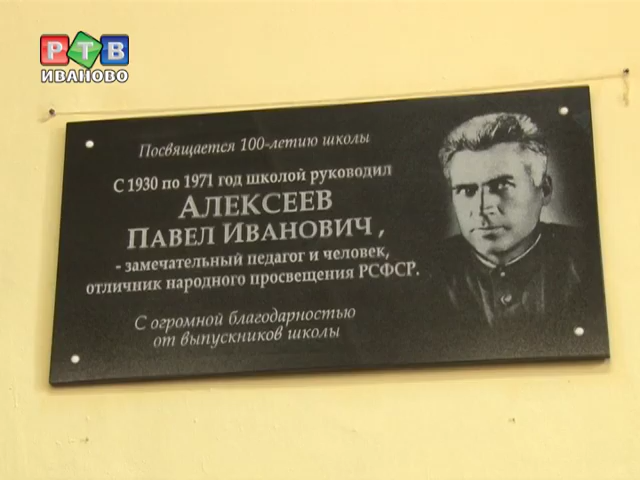 РТВ
ИВАНОВО
Посвящается 100-летию школы
С 1930 по 1971 год школой руководил
АЛЕКСЕЕВ
ПАВЕЛ ИВАНОВИЧ ,
- замечательный педагог и человек,
отличник народного просвещения РСФСР.
С огромной благодарностью
от выпускников школы